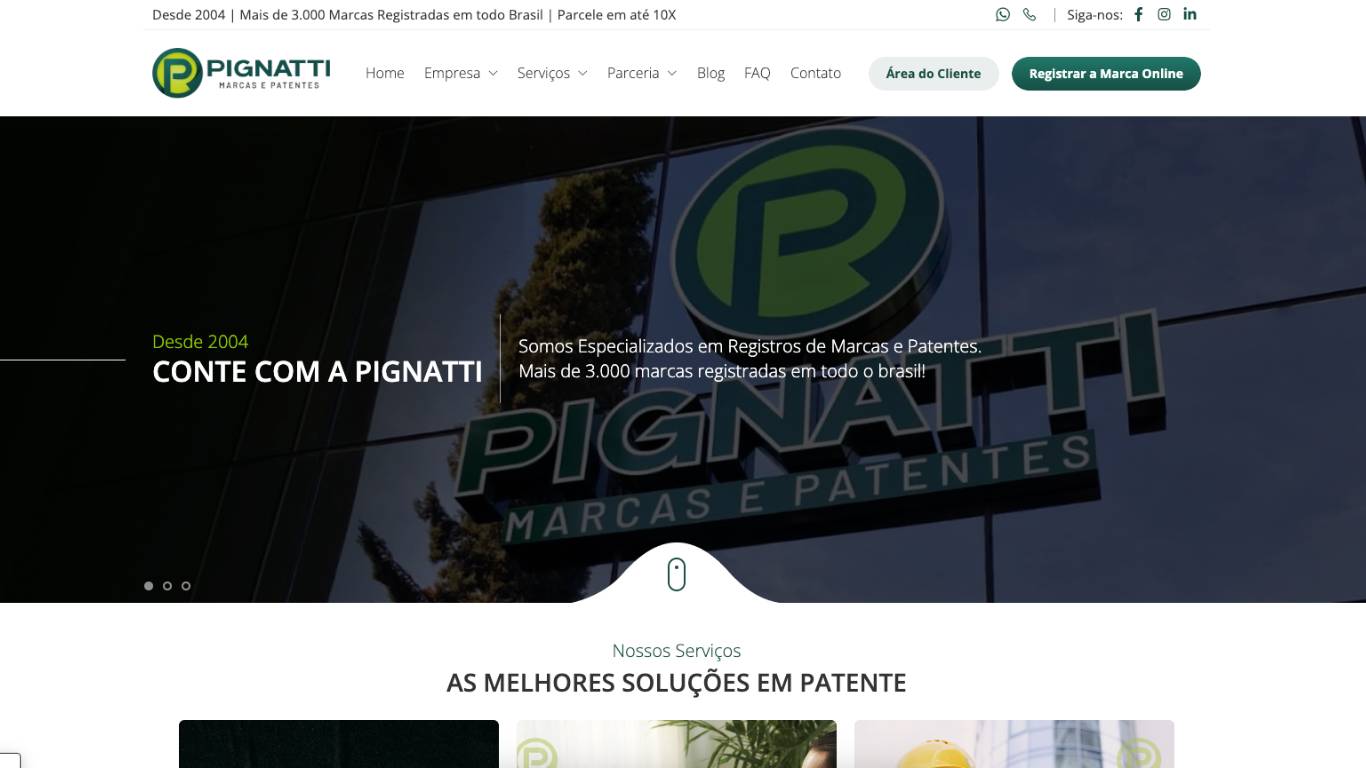 Desde 2004 | Mais de 3.000 Marcas Registradas em todo Brasil | Parcele em até 10X
Siga-nos:
PIGNATTI
MARCAS E PATENTES
Home Empresa Serviços Parceria Blog FAQ Contato Área do Cliente Registrar a Marca Online
Desde 2004
CONTE COM A PIGNATTI
Somos Especializados em Registros de Marcas e Patentes.
Mais de 3.000 marcas registradas em todo o brasil!
PIGNATTI
MARCAS E PATENTES
Nossos Serviços
AS MELHORES SOLUÇÕES EM PATENTE